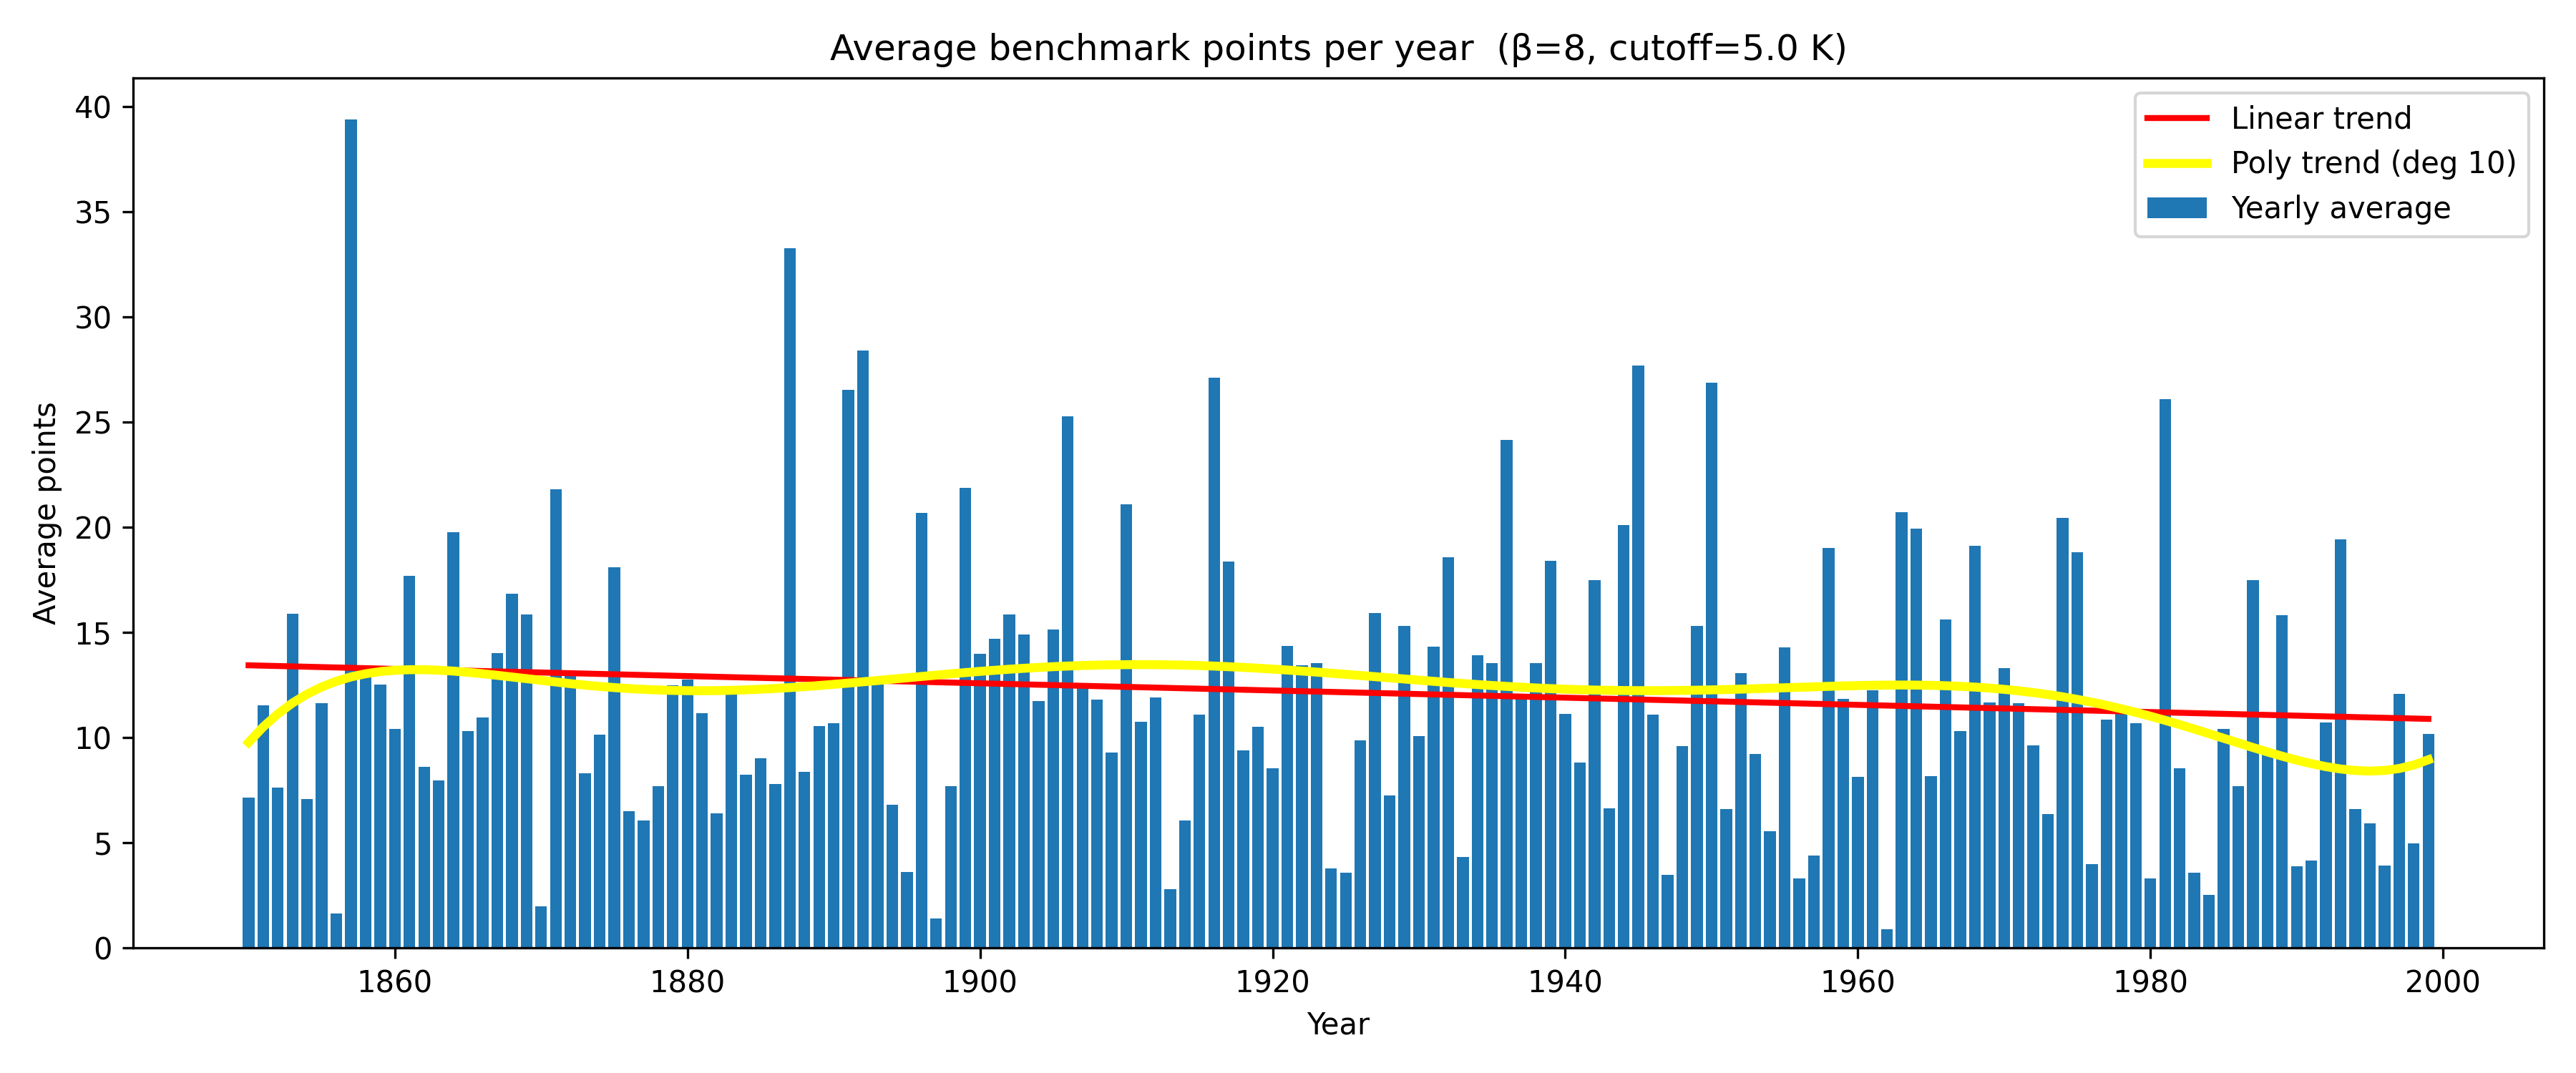 Average benchmark points per year  (β=8, cutoff=5.0 K)
Linear trend
Poly trend (deg 10)
Yearly average
Average points
40
35
30
25
20
15
10
5
0
1860 1880 1900 1920 1940 1960 1980 2000
Year